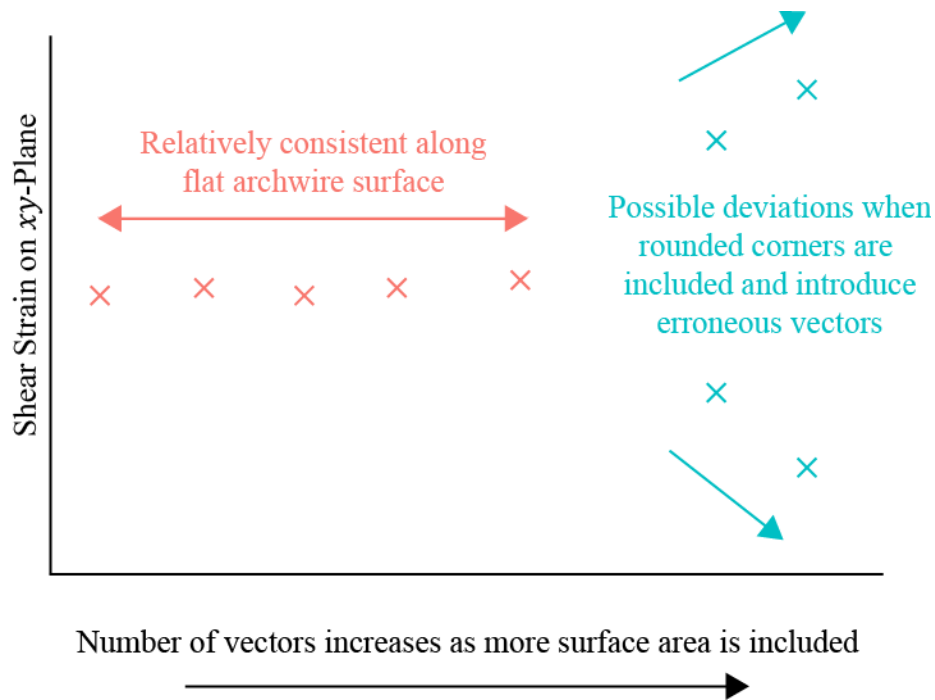 Shear Strain on xy-Plane
Relatively consistent along
flat archwire surface
Possible deviations when
rounded corners are
included and introduce
erroneous vectors
Number of vectors increases as more surface area is included